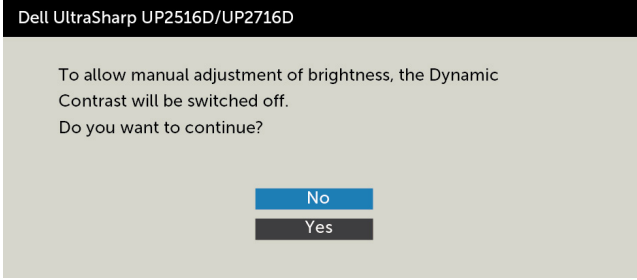 Dell UltraSharp UP2516D/UP2716D
To allow manual adjustment of brightness, the Dynamic
Contrast will be switched off.
Do you want to continue?
No
Yes